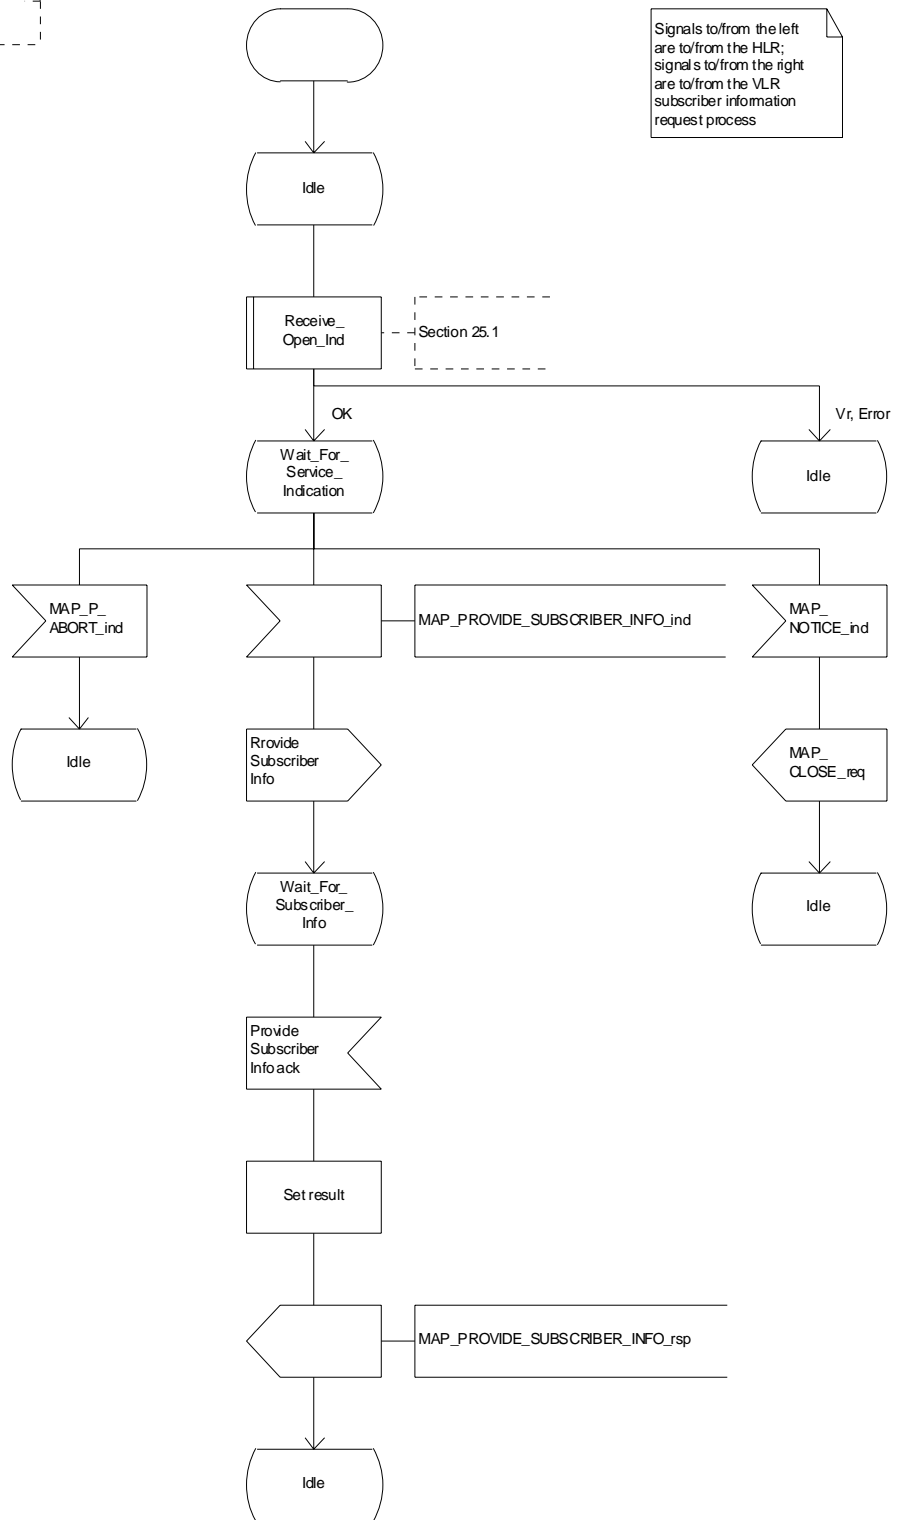 Signals to/from the left
are to/from the HLR;
signals to/from the right
are to/from the VLR
subscriber information
request process
Idle
Receive_
Open_Ind
Section 25.1
OK
Vr, Error
Wait_For_
Service_
Indication
Idle
MAP_P_
ABORT_ind
MAP_PROVIDE_SUBSCRIBER_INFO_ind
MAP_
NOTICE_ind
Idle
Rrovide
Subscriber
Info
MAP_
CLOSE_req
Wait_For_
Subscriber_
Info
Idle
Provide
Subscriber
Info ack
Set result
MAP_PROVIDE_SUBSCRIBER_INFO_rsp
Idle